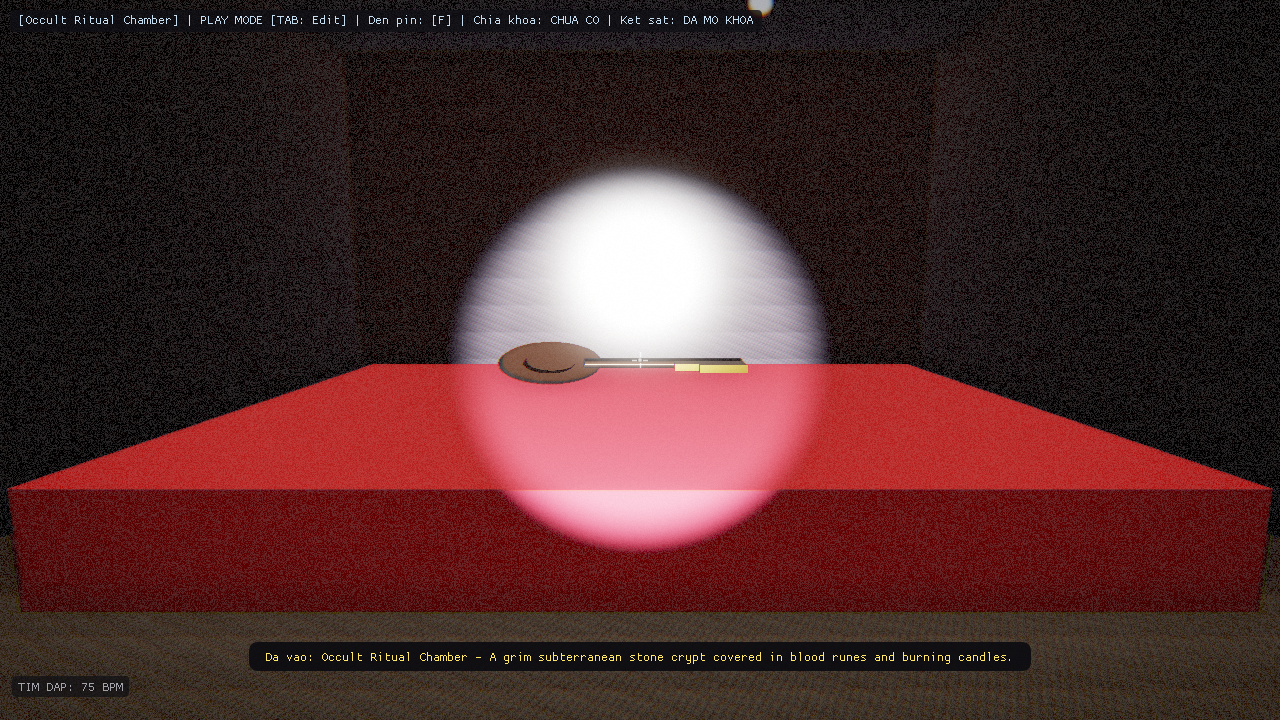 [Occult Ritual Chamber] | PLAY MODE [TAB: Edit] | Den pin: [F] | Chia khoa: CHUA CO | Ket sat: DA MO KHOA
Da vao: Occult Ritual Chamber - A grim subterranean stone crypt covered in blood runes and burning candles.
TIM DAP: 75 BPM